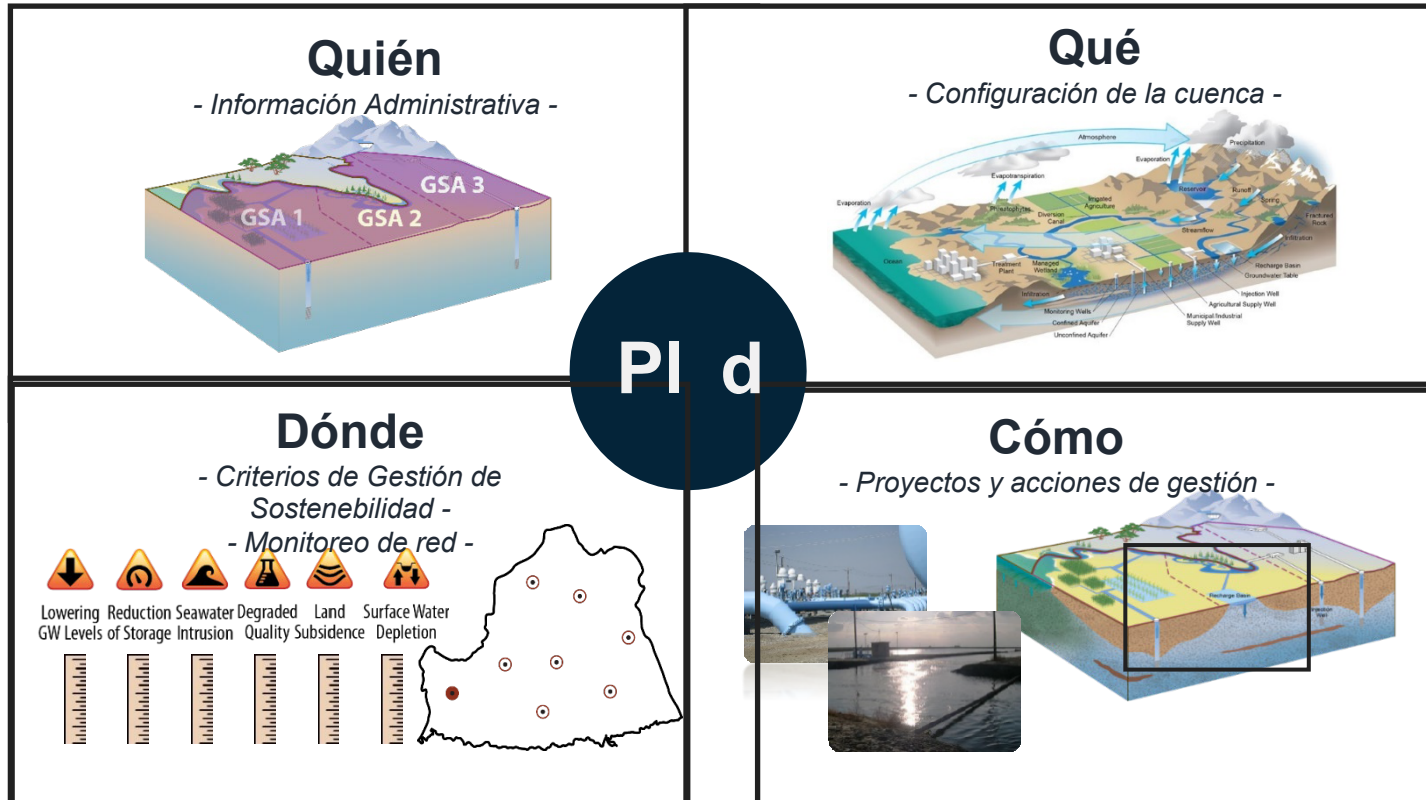 Quién
- Información Administrativa -
GSA 1
GSA 2
GSA 3
Qué
- Configuración de la cuenca -
Atmosphere
Precipitation
Evaporation
Evapotranspiration
Evaporation
Reservoir
Runoff
Spring
Fractured
Rock
Phreatophytes
Irrigated
Agriculture
Diversion
Canal
Streamflow
Infiltration
Ocean
Treatment
Plant
Managed
Wetland
Recharge Basin
Groundwater Table
Infiltration
Injection Well
Monitoring Wells
Agricultural Supply Well
Confined Aquifer
Municipal/Industrial
Supply Well
Unconfined Aquifer
Pl d
Dónde
- Criterios de Gestión de
Sostenebilidad -
- Monitoreo de red -
Lowering
GW Levels
Reduction
of Storage
Seawater
Intrusion
Degraded
Quality
Land
Subsidence
Surface Water
Depletion
Cómo
- Proyectos y acciones de gestión -
Recharge Basin
Injection
Well